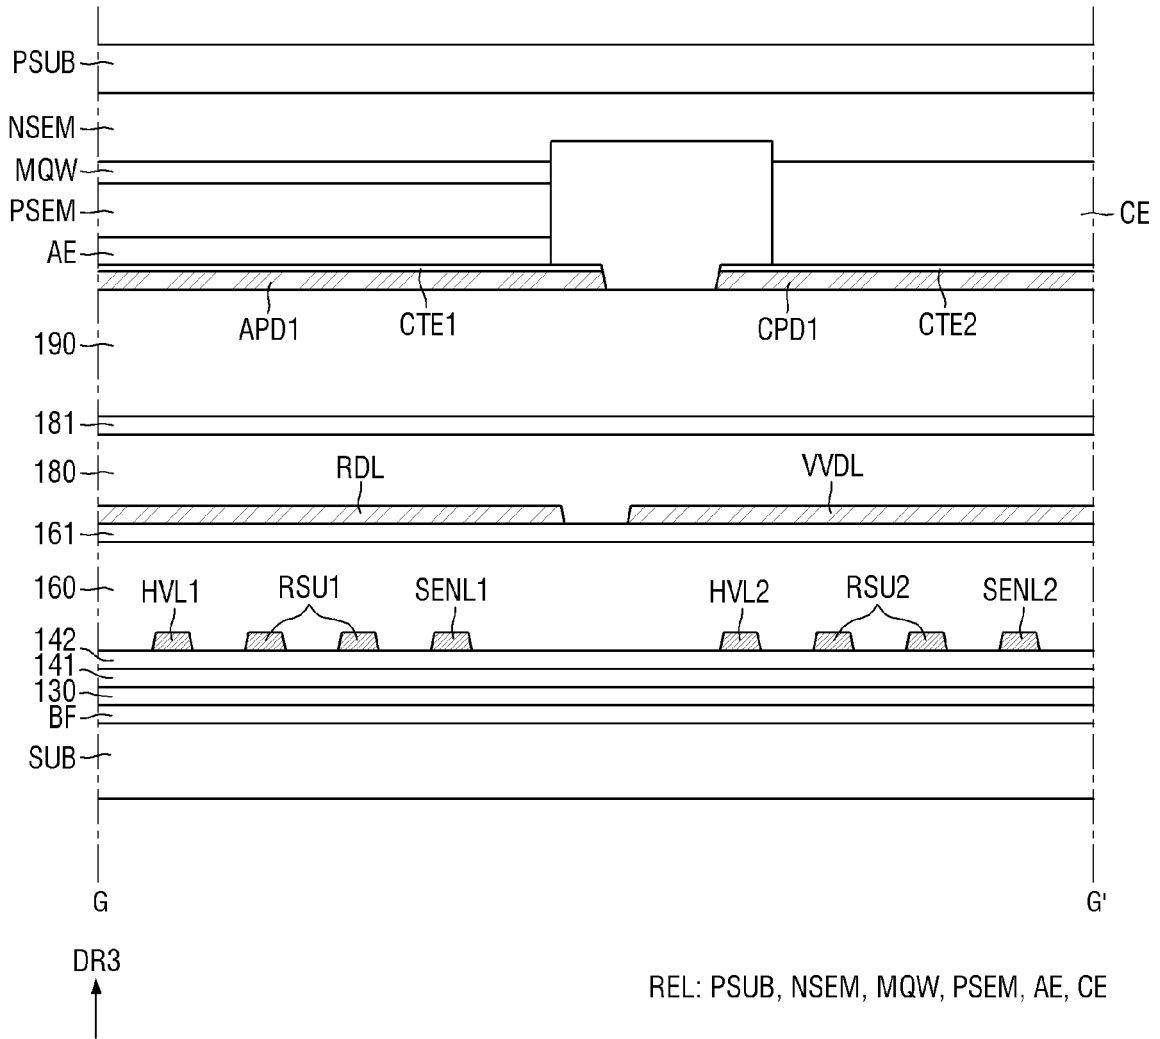 PSUB
NSEM
MQW
PSEM
CE
AE
APD1
CTE1
CPD1
CTE2
190
181
180
RDL
VVDL
161
160
HVL1
RSU1
SENL1
HVL2
RSU2
SENL2
142
141
130
BF
SUB
G
G'
DR3
REL: PSUB, NSEM, MQW, PSEM, AE, CE